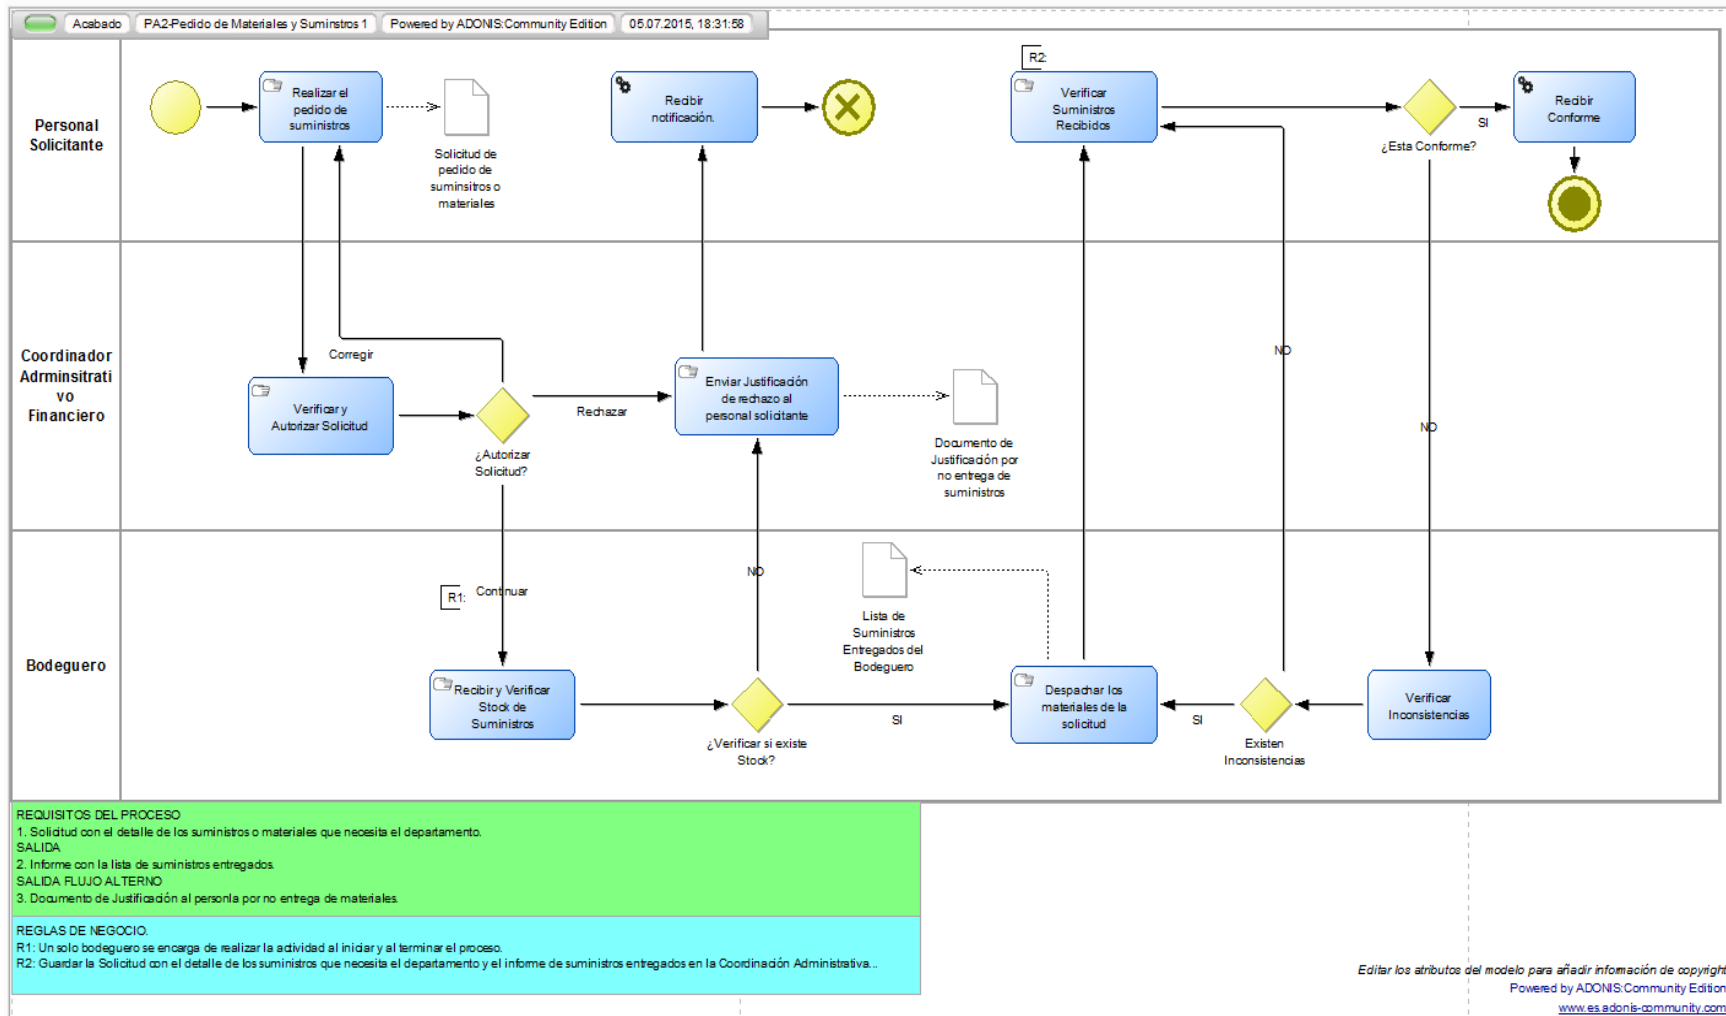 Acabado
PA2-Pedido de Materiales y Suminstros 1
Powered by ADONIS:Community Edition
05.07.2015, 18:31:58
Personal
Solicitante
Realizar el
pedido de
suministros
Solicitud de
pedido de
suminsitros o
materiales
Recibir
notificación.
R2:
Verificar
Suministros
Recibidos
¿Esta Conforme?
SI
Recibir
Conforme
Coordinador
Adrminsitrati
vo
Financiero
Corregir
Verificar y
Autorizar Solicitud
¿Autorizar
Solicitud?
Rechazar
Enviar Justificación
de rechazo al
personal solicitante
Documento de
Justificación por
no entrega de
suministros
NO
NO
Bodeguero
R1:
Continuar
NO
Lista de
Suministros
Entregados del
Bodeguero
Recibir y Verificar
Stock de
Suministros
¿Verificar si existe
Stock?
SI
Despachar los
materiales de la
solicitud
SI
Existen
Inconsistencias
Verificar
Inconsistencias
REQUISITOS DEL PROCESO
1. Solicitud con el detalle de los suministros o materiales que necesita el departamento.
SALIDA
2. Informe con la lista de suministros entregados.
SALIDA FLUJO ALTERNO
3. Documento de Justificación al personla por no entrega de materiales.
REGLAS DE NEGOCIO.
R1: Un solo bodeguero se encarga de realizar la actividad al iniciar y al terminar el proceso.
R2: Guardar la Solicitud con el detalle de los suministros que necesita el departamento y el informe de suministros entregados en la Coordinación Administrativa...
Editar los atributos del modelo para añadir información de copyright
Powered by ADONIS:Community Edition
www.es.adonis-community.com